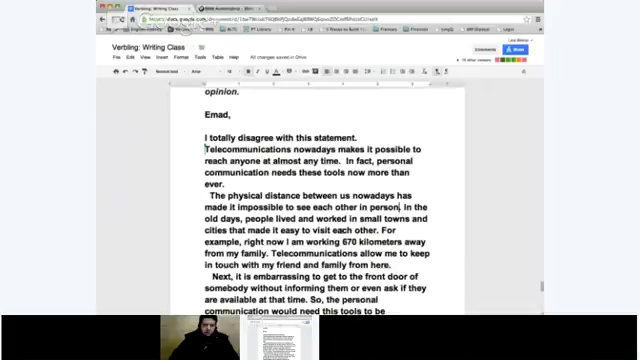 Verbling: Writing Class
File Edit View Insert Format Tools Table Help All changes saved in Drive
Comments
opinion.
Emad,
I totally disagree with this statement.
Telecommunications nowadays makes it possible to
reach anyone at almost any time. In fact, personal
communication needs these tools now more than
ever.
The physical distance between us nowadays has
made it impossible to see each other in person. In the
old days, people lived and worked in small towns and
cities that made it easy to visit each other. For
example, right now I am working 670 kilometers away
from my family. Telecommunications allow me to keep
in touch with my friend and family from here.
Next, it is embarrassing to get to the front door of
somebody without informing them or even ask if they
are available at that time. So, the personal
communication would need this tools to be